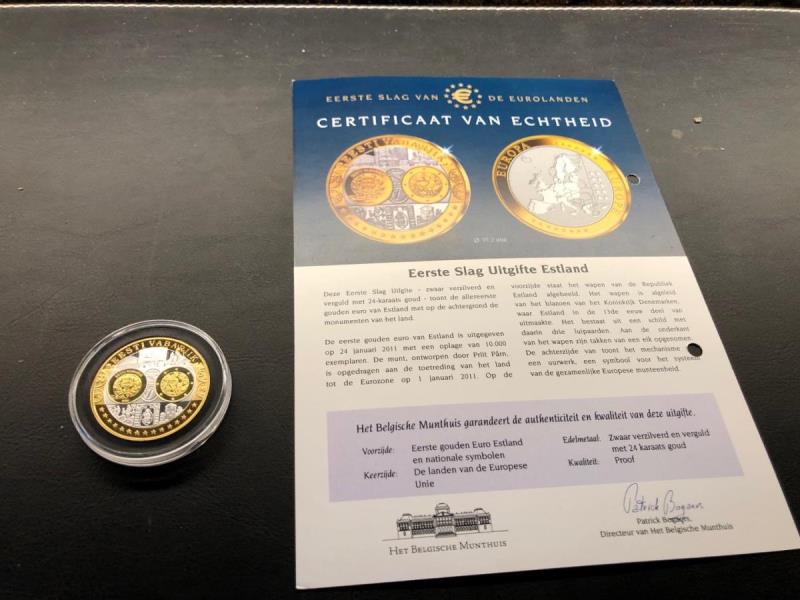 EERSTE SLAG VAN € DE EUROLANDEN
CERTIFICAAT VAN ECHTHEID
EESTI VABARIIK
EUROPA
Eerste Slag Uitgifte Estland
Deze Eerste Slag Uitgite - zwaar verzilverd en
verguld met 24-karaats goud - toont de allereerste
gouden euro van Estland met op de achtergrond de
monumenten van het land.
De eerste gouden euro van Estland is uitgegeven
op 24 januari 2011 met een oplage van 10.000
exemplaren. De munt, ontworpen door Priit Pärn,
is opgedragen aan de toetreding van het land
tot de Eurozone op 1 januari 2011. Op de
voorzijde staat het wapen van de Republiek
Estland afgebeeld. Het wapen is afgeleid
van het blazoen van het Koninkrijk Denemarken,
waar Estland in de 13de eeuw deel van
uitmaakte. Het bestaat uit een schild met
daarin drie luipaarden. Aan de onderkant
van het wapen zijn takken van een eik opgenomen.
De achterzijde van toont het mechanisme
een uurwerk, een symbool voor het systeem
van de gezamenlijke Europese munteenheid.
Het Belgische Munthuis garandeert de authenticiteit en kwaliteit van deze uitgifte.
Voorzijde: Eerste gouden Euro Estland
en nationale symbolen
Keerzijde: De landen van de Europese
Unie
Edelmetaal: Zwaar verzilverd en verguld
met 24 karaats goud
Kwaliteit: Proof
HET BELGISCHE MUNTHUIS
Patrick
Directeur van Het Belgische Munthuis
EESTI VABARIIK